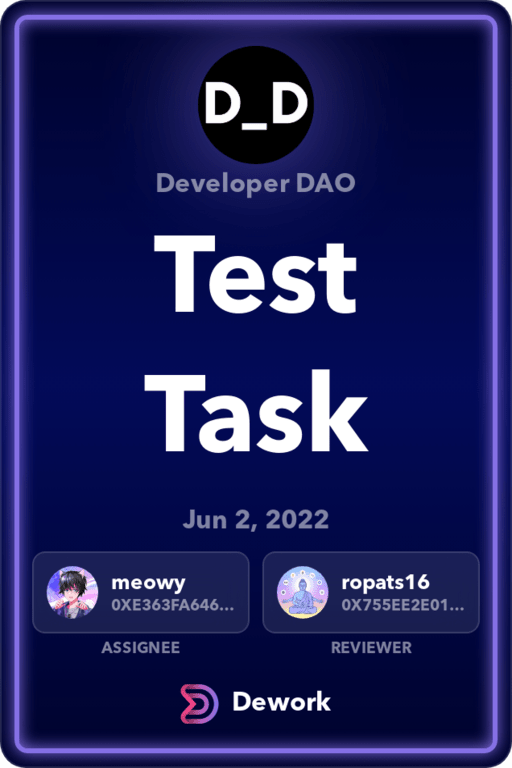 D_D
Developer DAO
Test
Task
Jun 2, 2022
meowy
0XE363FA646...
ropats16
0X755EE2E01...
ASSIGNEE
REVIEWER
Dework